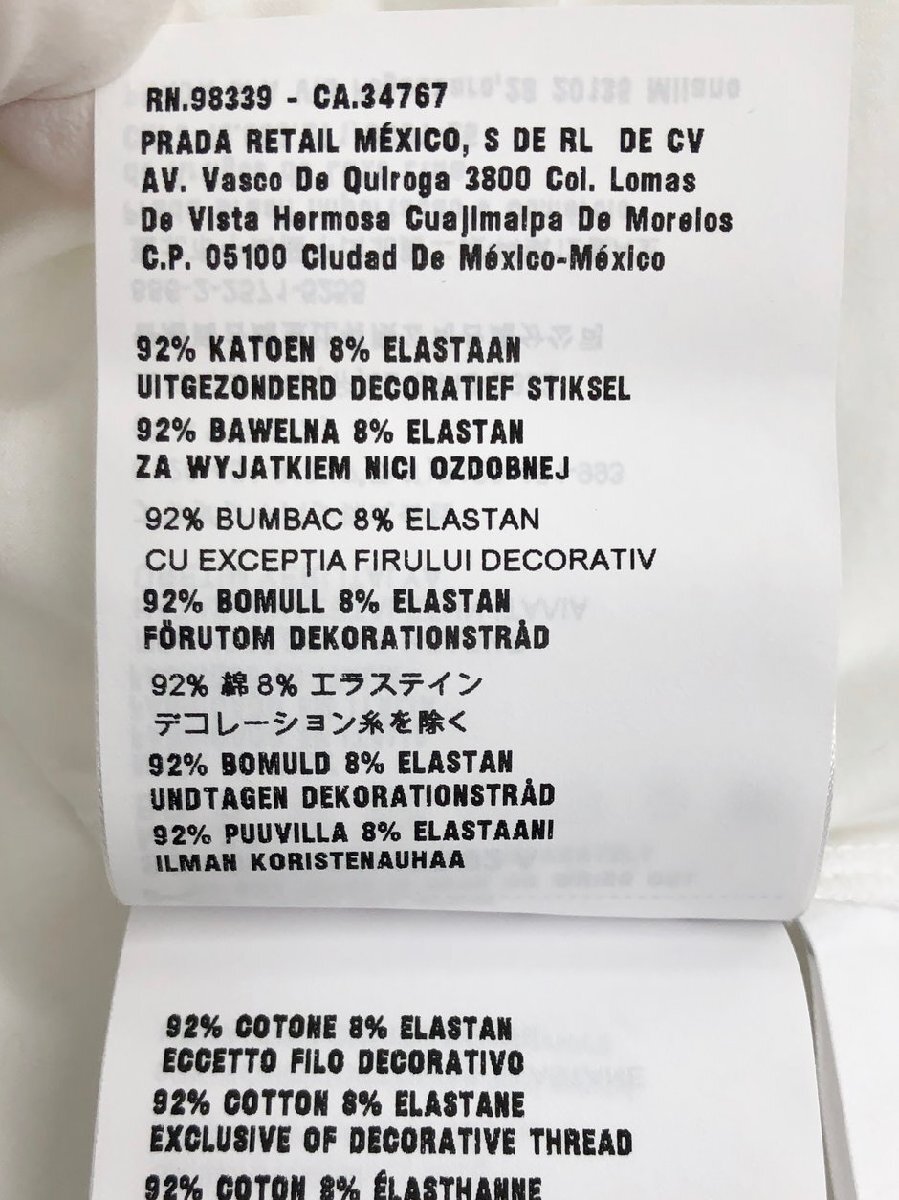 RN.98339 - CA.34767
PRADA RETAIL MÉXICO, S DE RL DE CV
AV. Vasco De Quiroga 3800 Col. Lomas
De Vista Hermosa Cuajimalpa De Morelos
C.P. 05100 Ciudad De México-México
92% KATOEN 8% ELASTAAN
UITGEZONDERD DECORATIEF STIKSEL
92% BAWELNA 8% ELASTAN
ZA WYJATKIEM NICI OZDOBNEJ
92% BUMBAC 8% ELASTAN
CU EXCEPŢIA FIRULUI DECORATIV
92% BOMULL 8% ELASTAN
FÖRUTOM DEKORATIONSTRÅD
92% 綿 8% エラステイン
デコレーション糸を除く
92% BOMULD 8% ELASTAN
UNDTAGEN DEKORATIONSTRÅD
92% PUUVILLA 8% ELASTAANI
ILMAN KORISTENAUHAA
92% COTONE 8% ELASTAN
ECCETTO FILO DECORATIVO
92% COTTON 8% ELASTANE
EXCLUSIVE OF DECORATIVE THREAD
92% COTON 8% ÉLASTHANNE